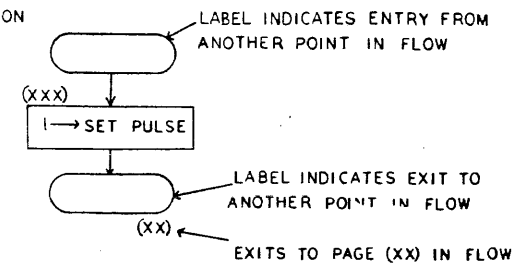 ON
LABEL INDICATES ENTRY FROM
ANOTHER POINT IN FLOW
(XXX)
1→SET PULSE
LABEL INDICATES EXIT TO
ANOTHER POINT IN FLOW
(XX)
EXITS TO PAGE (XX) IN FLOW